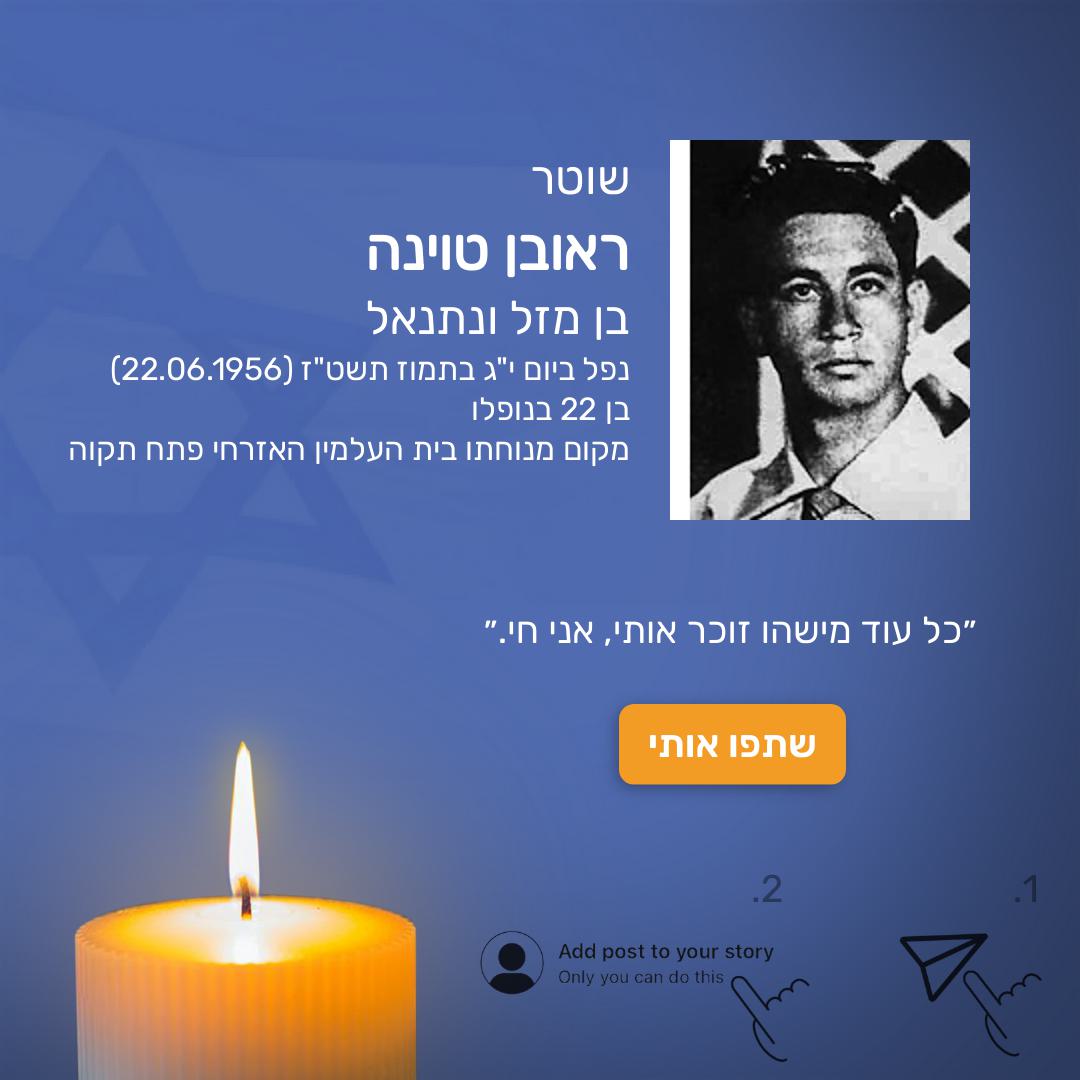 שוטר
ראובן טוינה
בן מזל ונתנאל
נפל ביום י"ג בתמוז תשט"ז (22.06.1956)
בן 22 בנופלו
מקום מנוחתו בית העלמין האזרחי פתח תקוה
״כל עוד מישהו זוכר אותי, אני חי.״
שתפו אותי
1.
2.
Add post to your story
Only you can do this